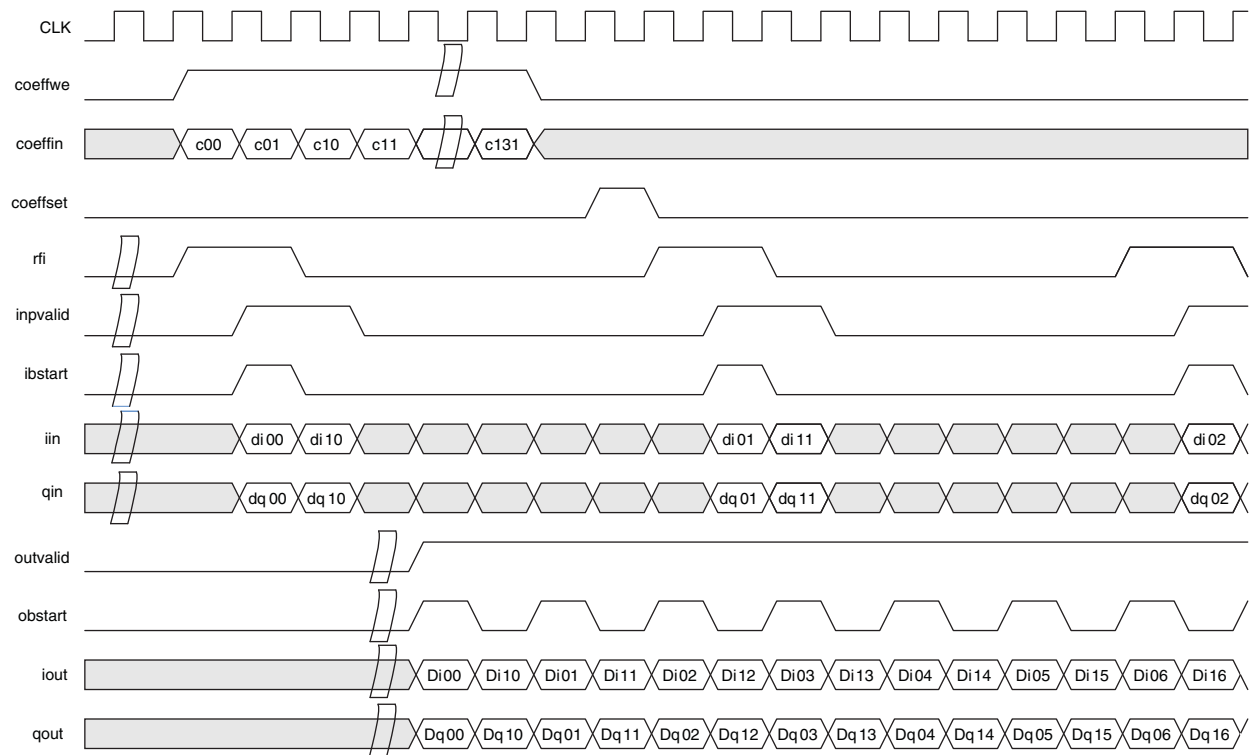 CLK
coeffwe
coeffin c00 c01 c10 c11 c131
coeffset
rfi
inpvalid
ibstart
iin di 00 di 10 di 01 di 11 di 02
qin dq 00 dq 10 dq 01 dq 11 dq 02
outvalid
obstart
iout Di00 Di10 Di01 Di11 Di02 Di12 Di03 Di13 Di04 Di14 Di05 Di15 Di06 Di16
qout Dq00 Dq10 Dq01 Dq11 Dq02 Dq12 Dq03 Dq13 Dq04 Dq14 Dq05 Dq15 Dq06 Dq16